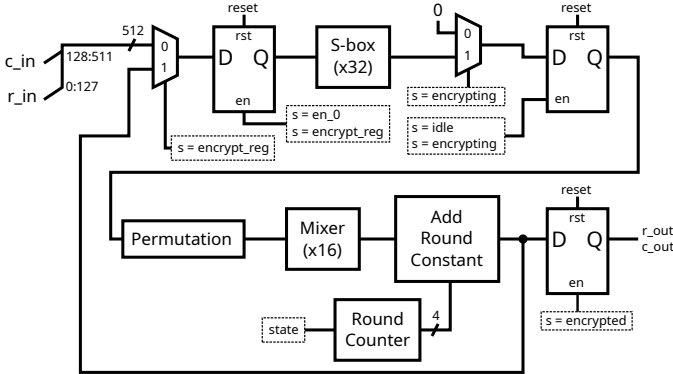 reset
512
c_in
128:511
r_in
0:127
0
1
s = encrypt_reg
rst
D
Q
en
s = en_0
s = encrypt_reg
S-box
(x32)
0
0
1
s = encrypting
s = idle
s = encrypting
reset
rst
D
Q
en
Permutation
Mixer
(x16)
Add
Round
Constant
state
Round
Counter
4
reset
rst
D
Q
en
s = encrypted
r_out
c_out